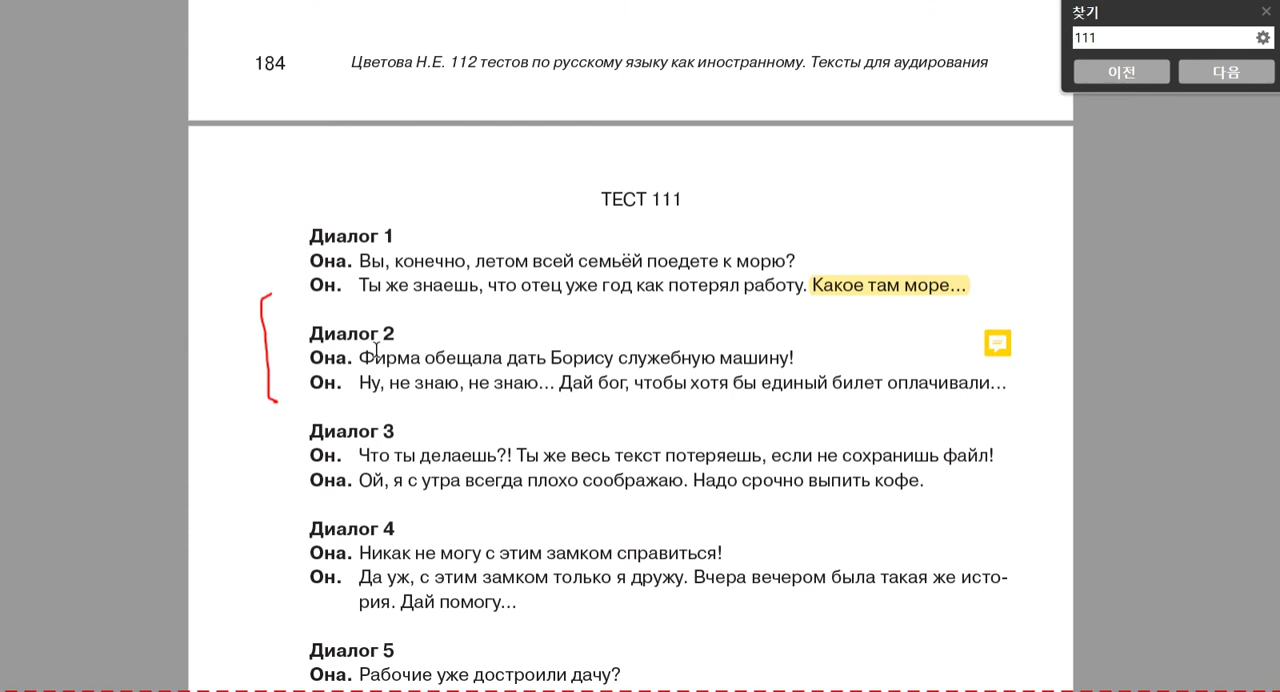 찾기
111
이전
다음
184
Цветова Н.Е. 112 тестов по русскому языку как иностранному. Тексты для аудирования
ТЕСТ 111
Диалог 1
Она. Вы, конечно, летом всей семьёй поедете к морю?
Он. Ты же знаешь, что отец уже год как потерял работу. Какое там море...
Диалог 2
Она. Фирма обещала дать Борису служебную машину!
Он. Ну, не знаю, не знаю... Дай бог, чтобы хотя бы единый билет оплачивали...
Диалог 3
Он. Что ты делаешь?! Ты же весь текст потеряешь, если не сохранишь файл!
Она. Ой, я с утра всегда плохо соображаю. Надо срочно выпить кофе.
Диалог 4
Она. Никак не могу с этим замком справиться!
Он. Да уж, с этим замком только я дружу. Вчера вечером была такая же исто-
рия. Дай помогу...
Диалог 5
Она. Рабочие уже достроили дачу?